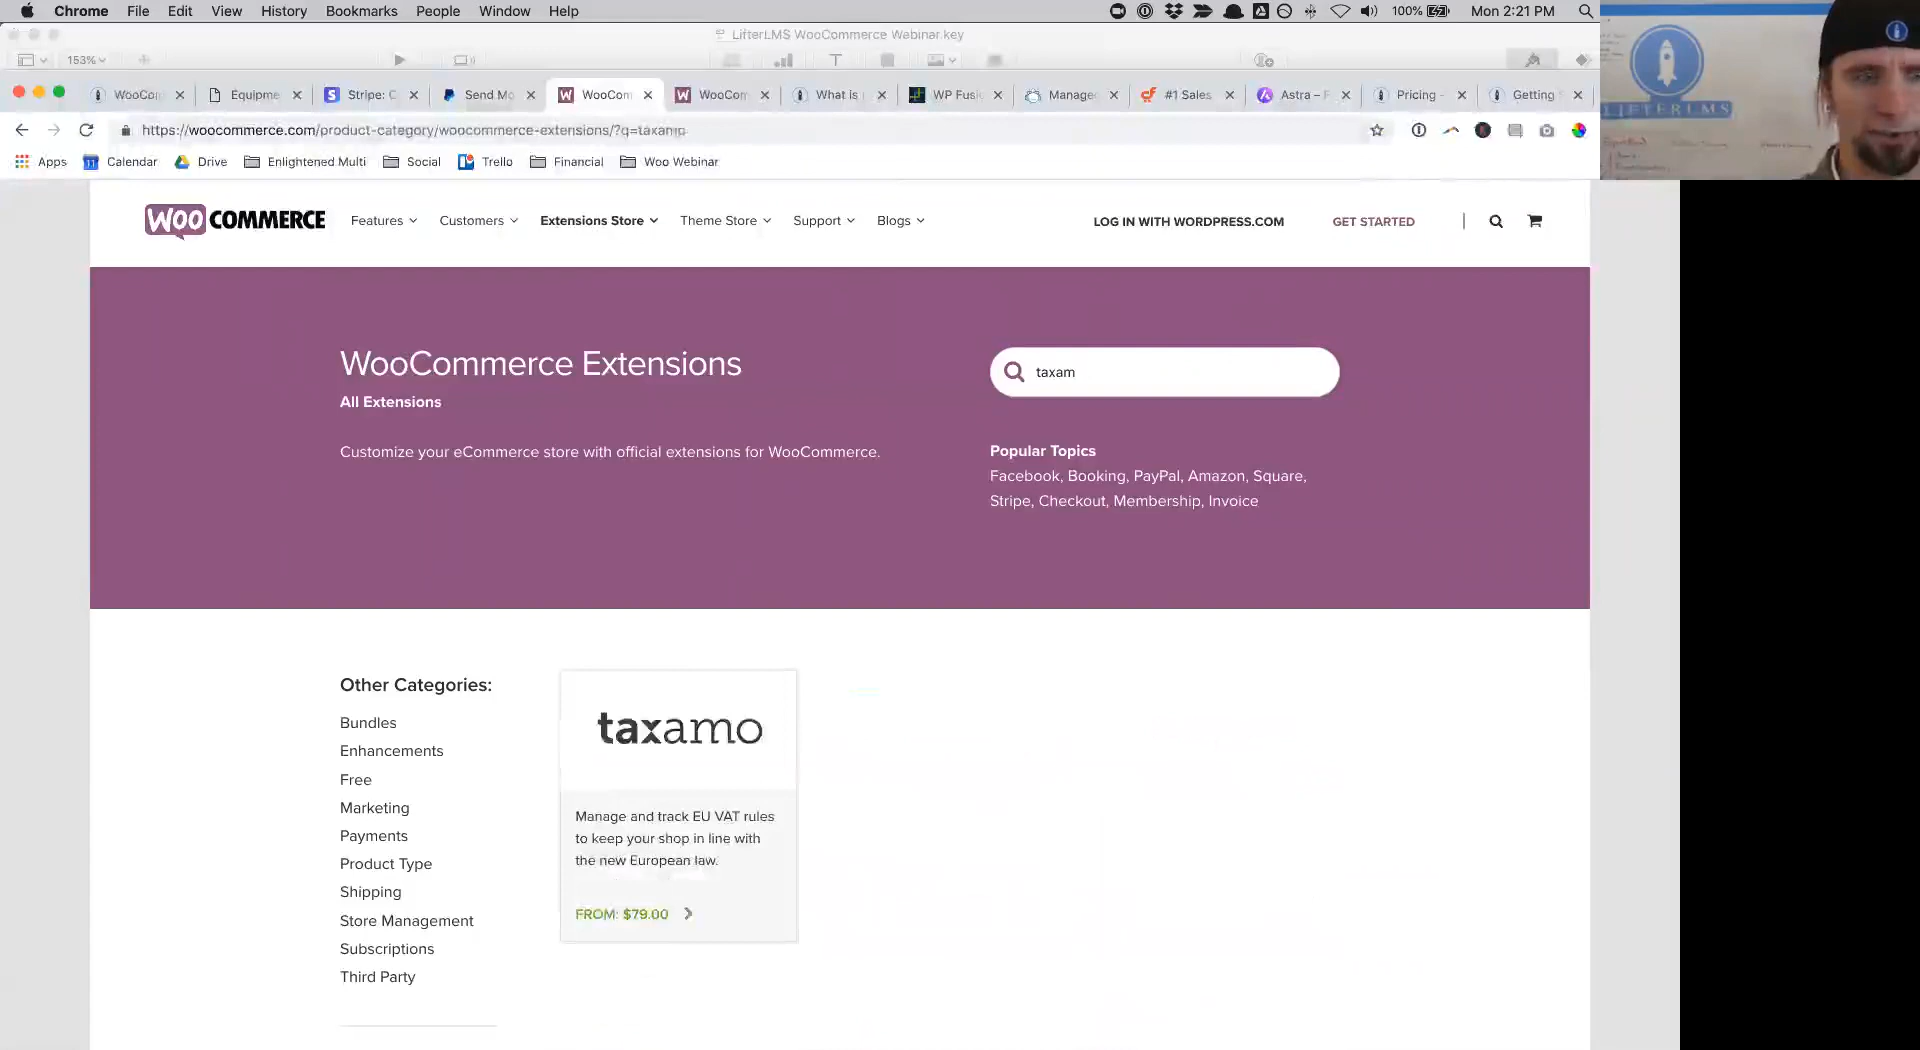 Chrome File Edit View History Bookmarks People Window Help 100% Mon 2:21 PM
LifterLMS WooCommerce Webinar.key
153%
WooCom Equipme Stripe: C Send Mo WooCom WooCom What is WP Fusi Manage #1 Sales Astra – F Pricing - Getting
https://woocommerce.com/product-category/woocommerce-extensions/?q=taxamp
Apps Calendar Drive Enlightened Multi Social Trello Financial Woo Webinar
LIFTERLMS
WOOCOMMERCE Features Customers Extensions Store Theme Store Support Blogs LOG IN WITH WORDPRESS.COM GET STARTED
WooCommerce Extensions
All Extensions
Customize your eCommerce store with official extensions for WooCommerce.
taxam
Popular Topics
Facebook, Booking, PayPal, Amazon, Square,
Stripe, Checkout, Membership, Invoice
Other Categories:
Bundles
Enhancements
Free
Marketing
Payments
Product Type
Shipping
Store Management
Subscriptions
Third Party
taxamo
Manage and track EU VAT rules
to keep your shop in line with
the new European law.
FROM: $79.00